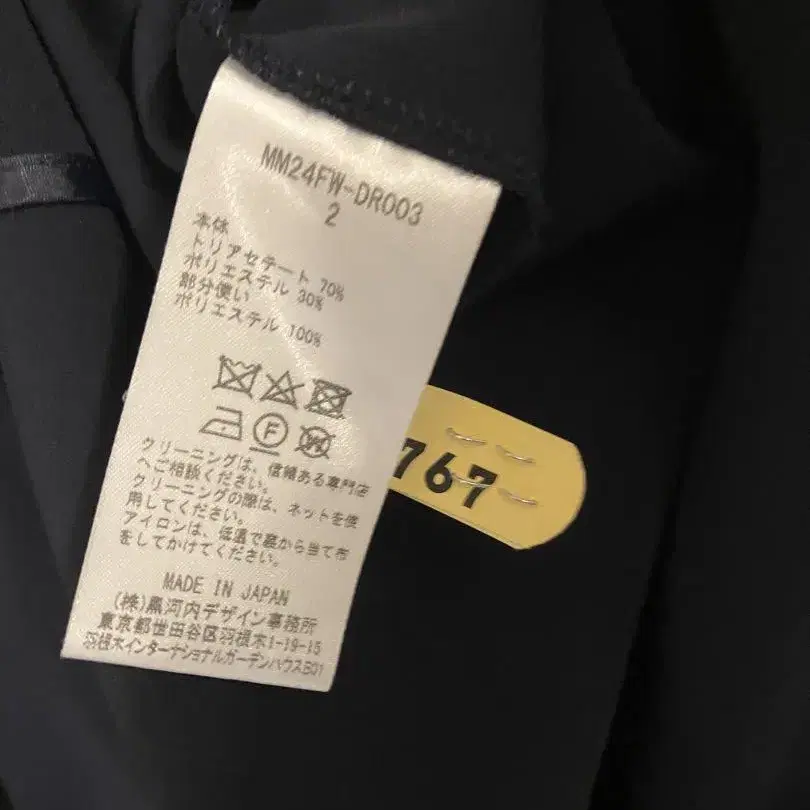 MM24FW-DR003
2
本体
トリアセテート 70%
ポリエステル 30%
部分使い
ポリエステル 100%
F
W
クリーニングは、信頼ある専門店
へご相談ください。
クリーニングの際は、ネットを使
用してください。
アイロンは、低温で裏から当て布
をしてかけてください。
MADE IN JAPAN
(株)黒河内デザイン事務所
東京都世田谷区羽根木1-19-15
羽根木インターナショナルガーデンハウスB01
767